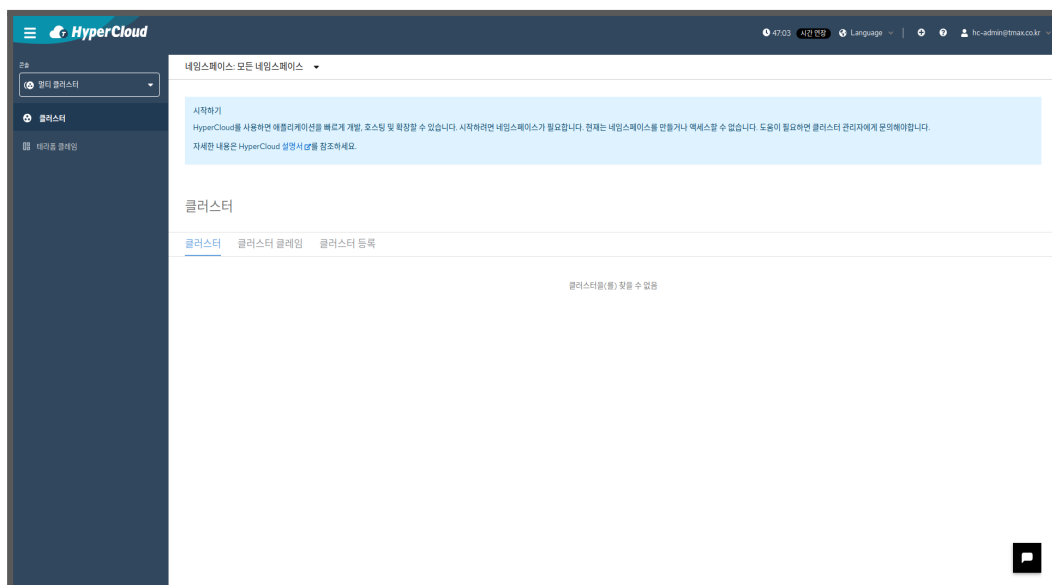 HyperCloud
47:03 시간 연장 Language hc-admin@tmax.co.kr
콘솔
멀티 클러스터
클러스터
테라폼 클레임
네임스페이스: 모든 네임스페이스
시작하기
HyperCloud를 사용하면 애플리케이션을 빠르게 개발, 호스팅 및 확장할 수 있습니다. 시작하려면 네임스페이스가 필요합니다. 현재는 네임스페이스를 만들거나 액세스할 수 없습니다. 도움이 필요하면 클러스터 관리자에게 문의해야합니다.
자세한 내용은 HyperCloud 설명서를 참조하세요.
클러스터
클러스터 클러스터 클레임 클러스터 등록
클러스터을(를) 찾을 수 없음